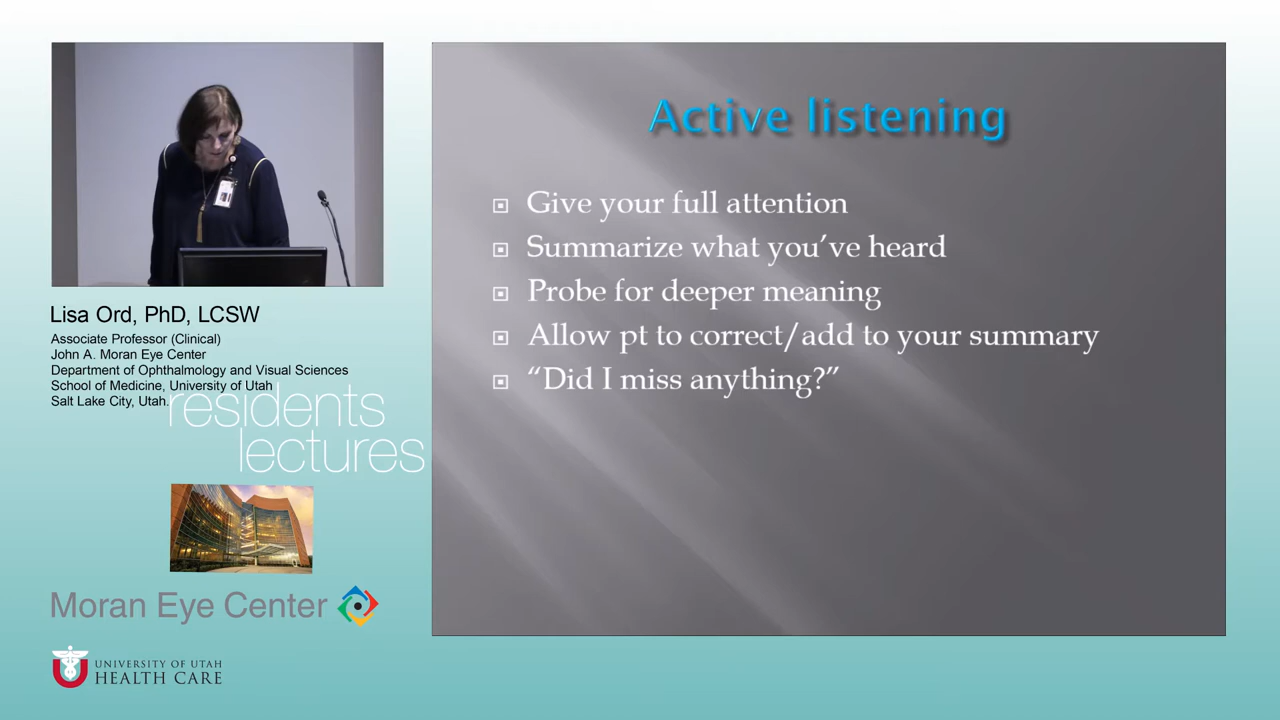 Active listening
Give your full attention
Summarize what you’ve heard
Probe for deeper meaning
Allow pt to correct/add to your summary
“Did I miss anything?”
Lisa Ord, PhD, LCSW
Associate Professor (Clinical)
John A. Moran Eye Center
Department of Ophthalmology and Visual Sciences
School of Medicine, University of Utah
Salt Lake City, Utah.
residents
lectures
Moran Eye Center
UNIVERSITY OF UTAH
HEALTH CARE